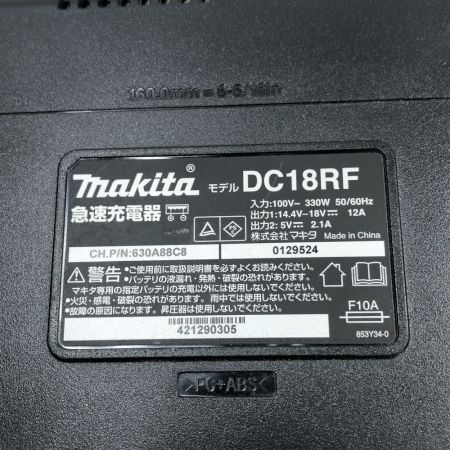 160.0mm=6-5/16in
makita® モデル DC18RF
急速充電器
入力:100V~ 330W 50/60Hz
出力1:14.4V-18V⎓ 12A
出力2: 5V⎓ 2.1A
株式会社マキタ Made in China
CH.P/N:630A88C8
0129524
⚠警告
●ご使用前に取扱説明書を必ずよくお読みください。
●バッテリの液漏れ・発熱・破裂の恐れがあります。
マキタ専用の指定バッテリの充電以外には使用しないでください。
●火災・感電・破裂の恐れあり。雨中では使用しないでください。
●故障の原因になります。昇圧器は使用しないでください。
F10A
421290305
853Y34-0
>PC+ABS<